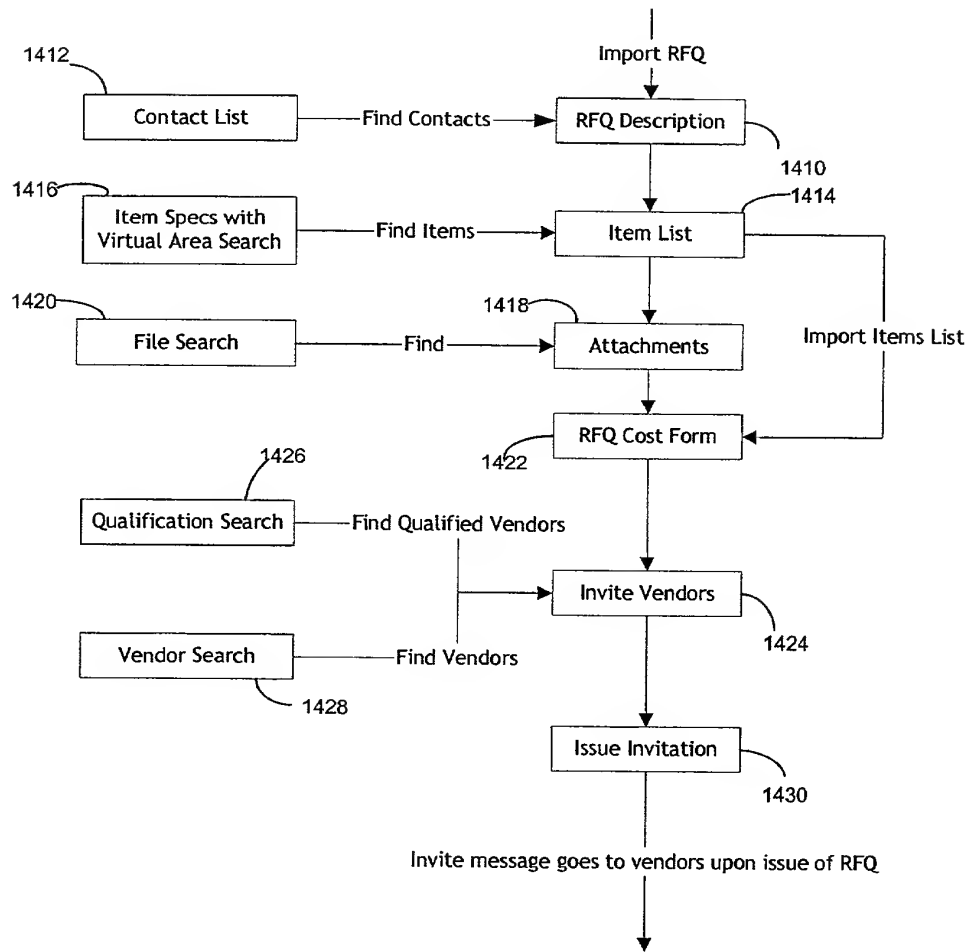 Import RFQ
1412
Contact List
Find Contacts
RFQ Description
1410
1416
Item Specs with
Virtual Area Search
Find Items
Item List
1414
1420
File Search
Find
1418
Attachments
Import Items List
RFQ Cost Form
1422
1426
Qualification Search
Find Qualified Vendors
Invite Vendors
1424
Vendor Search
Find Vendors
1428
Issue Invitation
1430
Invite message goes to vendors upon issue of RFQ